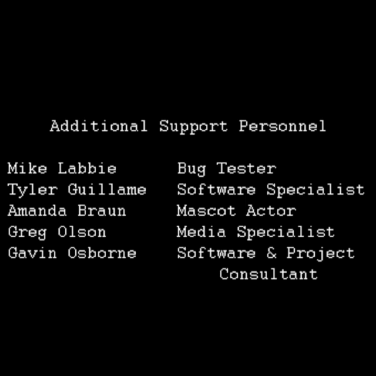 Additional Support Personnel
Mike Labbie Bug Tester
Tyler Guillame Software Specialist
Amanda Braun Mascot Actor
Greg Olson Media Specialist
Gavin Osborne Software & Project
Consultant